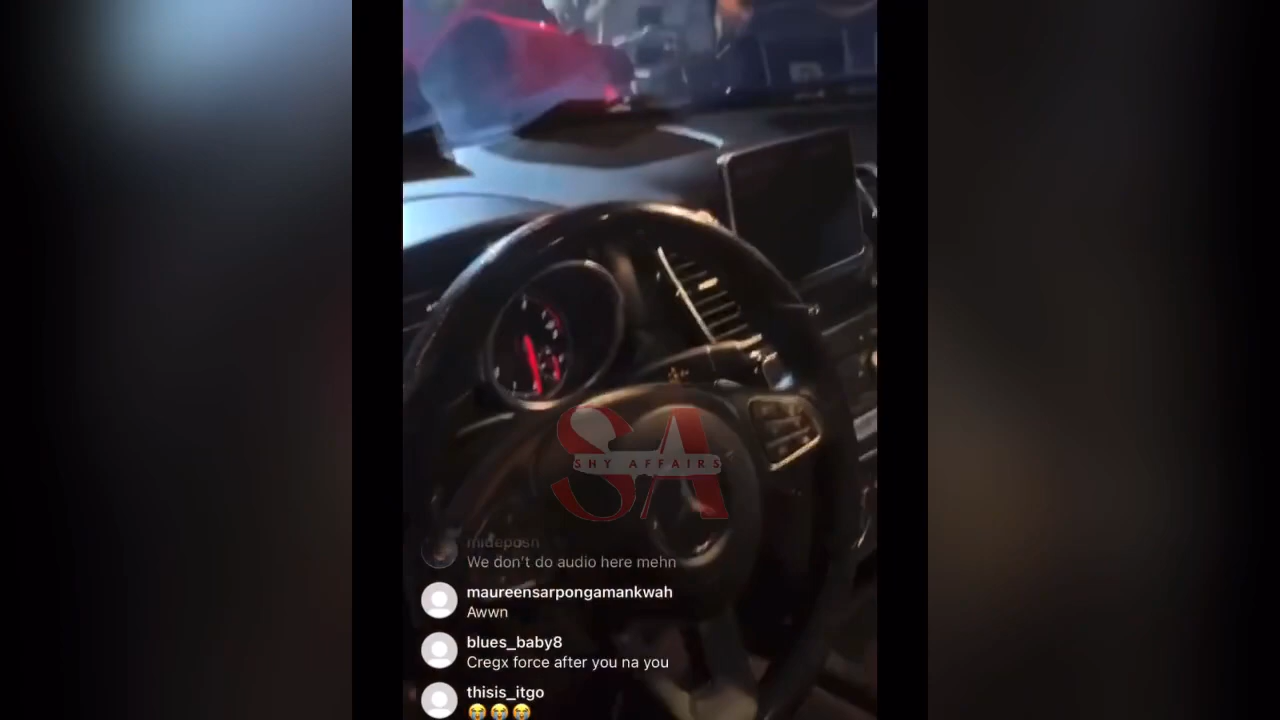 SA
SHY AFFAIRS
mideposh
We don't do audio here mehn
maureensarpongamankwah
Awwn
blues_baby8
Cregx force after you na you
thisis_itgo
😭😭😭